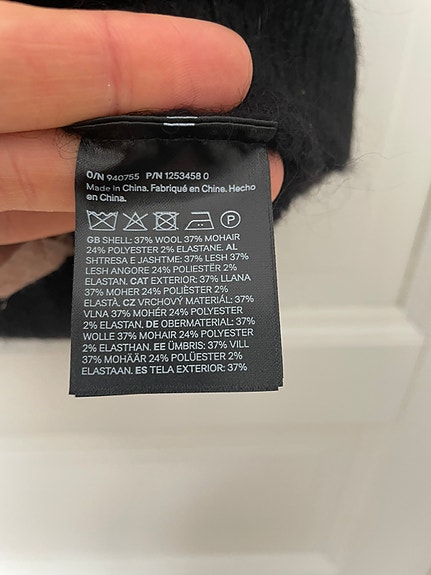 O/N 940755 P/N 1253458 0
Made in China. Fabriqué en Chine. Hecho
en China.
P
GB SHELL: 37% WOOL 37% MOHAIR
24% POLYESTER 2% ELASTANE. AL
SHTRESA E JASHTME: 37% LESH 37%
LESH ANGORE 24% POLIESTËR 2%
ELASTAN. CAT EXTERIOR: 37% LLANA
37% MOHER 24% POLIÈSTER 2%
ELASTÀ. CZ VRCHOVÝ MATERIÁL: 37%
VLNA 37% MOHÉR 24% POLYESTER
2% ELASTAN. DE OBERMATERIAL: 37%
WOLLE 37% MOHAIR 24% POLYESTER
2% ELASTHAN. EE ÜMBRIS: 37% VILL
37% MOHÄÄR 24% POLÜESTER 2%
ELASTAAN. ES TELA EXTERIOR: 37%